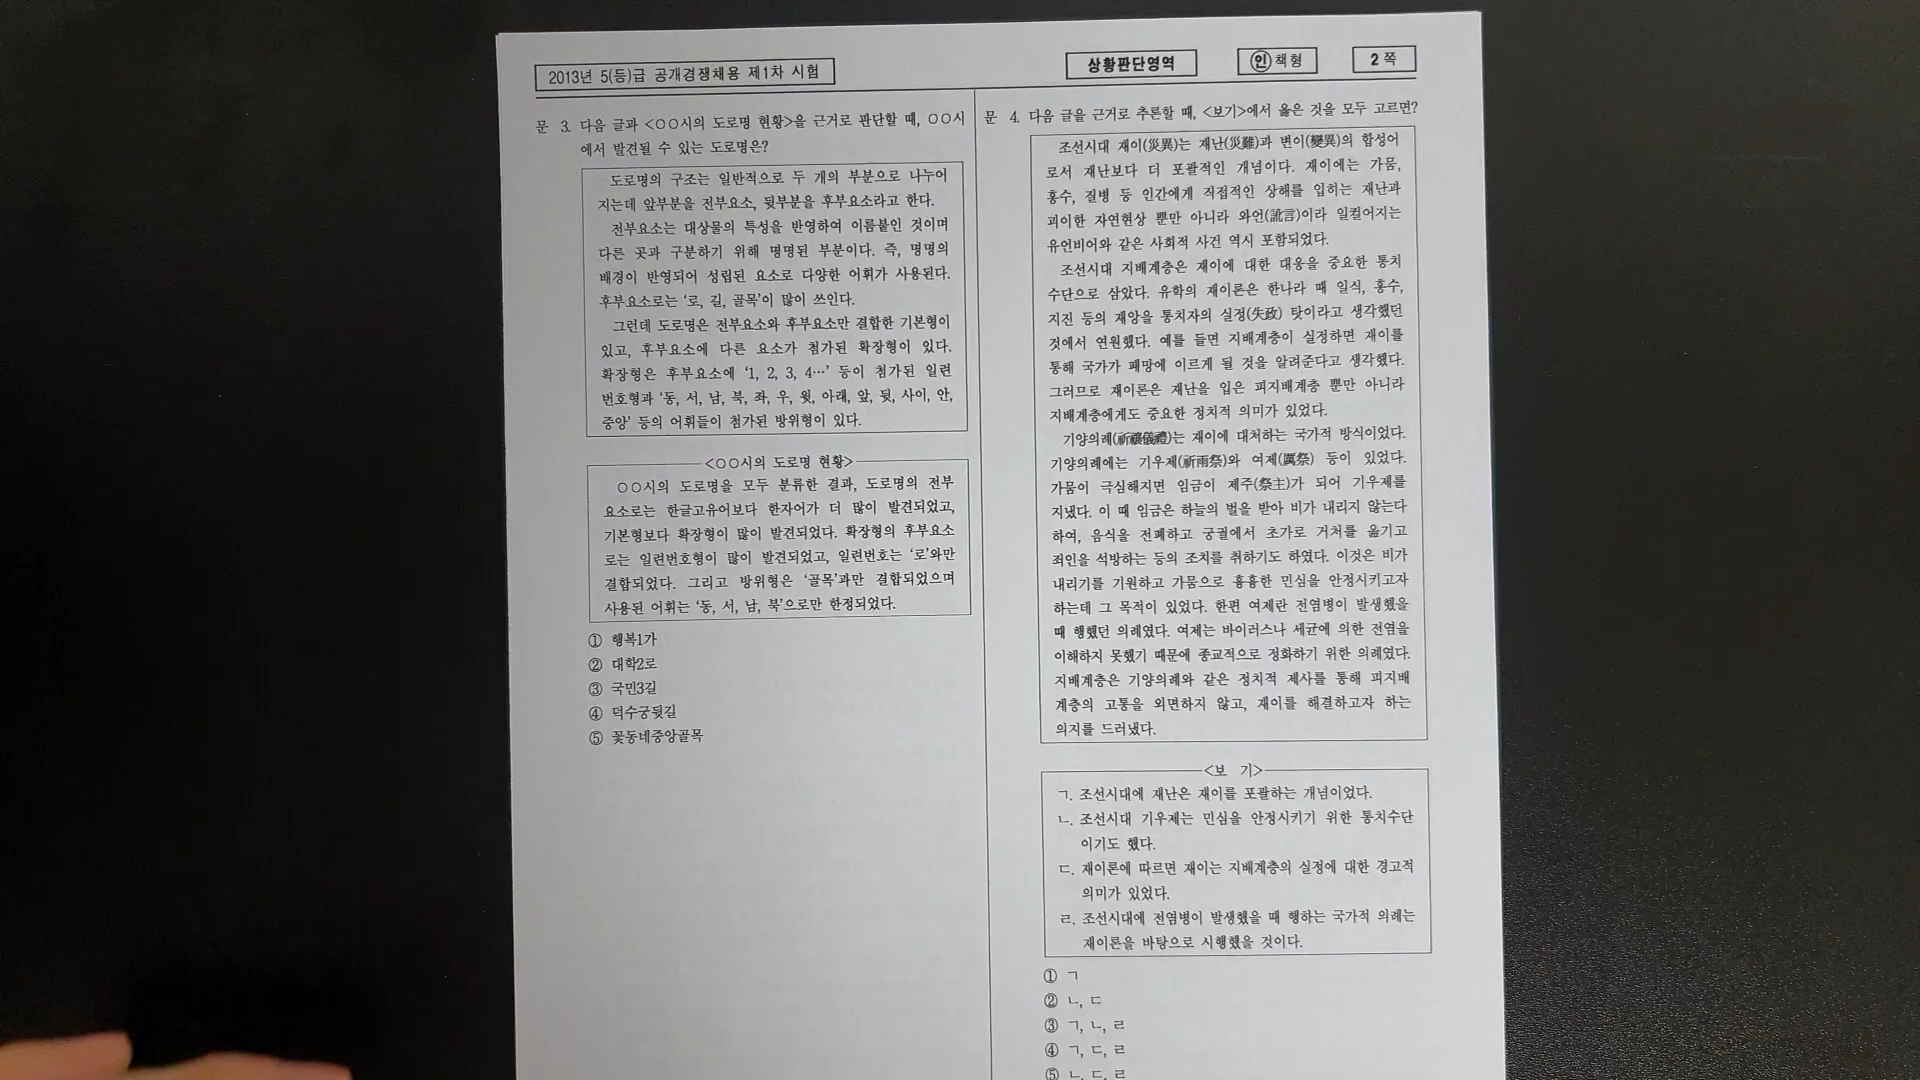 2013년 5(등)급 공개경쟁채용 제1차 시험
상황판단영역
인 책형
2 쪽
문 3. 다음 글과 <○○시의 도로명 현황>을 근거로 판단할 때, ○○시
에서 발견될 수 있는 도로명은?
도로명의 구조는 일반적으로 두 개의 부분으로 나누어
지는데 앞부분을 전부요소, 뒷부분을 후부요소라고 한다.
전부요소는 대상물의 특성을 반영하여 이름붙인 것이며
다른 곳과 구분하기 위해 명명된 부분이다. 즉, 명명의
배경이 반영되어 성립된 요소로 다양한 어휘가 사용된다.
후부요소로는 '로, 길, 골목'이 많이 쓰인다.
그런데 도로명은 전부요소와 후부요소만 결합한 기본형이
있고, 후부요소에 다른 요소가 첨가된 확장형이 있다.
확장형은 후부요소에 '1, 2, 3, 4…' 등이 첨가된 일련
번호형과 '동, 서, 남, 북, 좌, 우, 윗, 아래, 앞, 뒷, 사이, 안,
중앙' 등의 어휘들이 첨가된 방위형이 있다.
<○○시의 도로명 현황>
○○시의 도로명을 모두 분류한 결과, 도로명의 전부
요소로는 한글고유어보다 한자어가 더 많이 발견되었고,
기본형보다 확장형이 많이 발견되었다. 확장형의 후부요소
로는 일련번호형이 많이 발견되었고, 일련번호는 '로'와만
결합되었다. 그리고 방위형은 '골목'과만 결합되었으며
사용된 어휘는 '동, 서, 남, 북'으로만 한정되었다.
① 행복1가
② 대학2로
③ 국민3길
④ 덕수궁뒷길
⑤ 꽃동네중앙골목
문 4. 다음 글을 근거로 추론할 때, <보기>에서 옳은 것을 모두 고르면?
조선시대 재이(災異)는 재난(災難)과 변이(變異)의 합성어
로서 재난보다 더 포괄적인 개념이다. 재이에는 가뭄,
홍수, 질병 등 인간에게 직접적인 상해를 입히는 재난과
괴이한 자연현상 뿐만 아니라 와언(訛言)이라 일컬어지는
유언비어와 같은 사회적 사건 역시 포함되었다.
조선시대 지배계층은 재이에 대한 대응을 중요한 통치
수단으로 삼았다. 유학의 재이론은 한나라 때 일식, 홍수,
지진 등의 재앙을 통치자의 실정(失政) 탓이라고 생각했던
것에서 연원했다. 예를 들면 지배계층이 실정하면 재이를
통해 국가가 패망에 이르게 될 것을 알려준다고 생각했다.
그러므로 재이론은 재난을 입은 피지배계층 뿐만 아니라
지배계층에게도 중요한 정치적 의미가 있었다.
기양의례(祈禳儀禮)는 재이에 대처하는 국가적 방식이었다.
기양의례에는 기우제(祈雨祭)와 여제(厲祭) 등이 있었다.
가뭄이 극심해지면 임금이 제주(祭主)가 되어 기우제를
지냈다. 이 때 임금은 하늘의 벌을 받아 비가 내리지 않는다
하여, 음식을 전폐하고 궁궐에서 초가로 거처를 옮기고
죄인을 석방하는 등의 조치를 취하기도 하였다. 이것은 비가
내리기를 기원하고 가뭄으로 흉흉한 민심을 안정시키고자
하는데 그 목적이 있었다. 한편 여제란 전염병이 발생했을
때 행했던 의례였다. 여제는 바이러스나 세균에 의한 전염을
이해하지 못했기 때문에 종교적으로 정화하기 위한 의례였다.
지배계층은 기양의례와 같은 정치적 제사를 통해 피지배
계층의 고통을 외면하지 않고, 재이를 해결하고자 하는
의지를 드러냈다.
<보 기>
ㄱ. 조선시대에 재난은 재이를 포괄하는 개념이었다.
ㄴ. 조선시대 기우제는 민심을 안정시키기 위한 통치수단
이기도 했다.
ㄷ. 재이론에 따르면 재이는 지배계층의 실정에 대한 경고적
의미가 있었다.
ㄹ. 조선시대에 전염병이 발생했을 때 행하는 국가적 의례는
재이론을 바탕으로 시행했을 것이다.
① ㄱ
② ㄴ, ㄷ
③ ㄱ, ㄴ, ㄹ
④ ㄱ, ㄷ, ㄹ
⑤ ㄴ, ㄷ, ㄹ